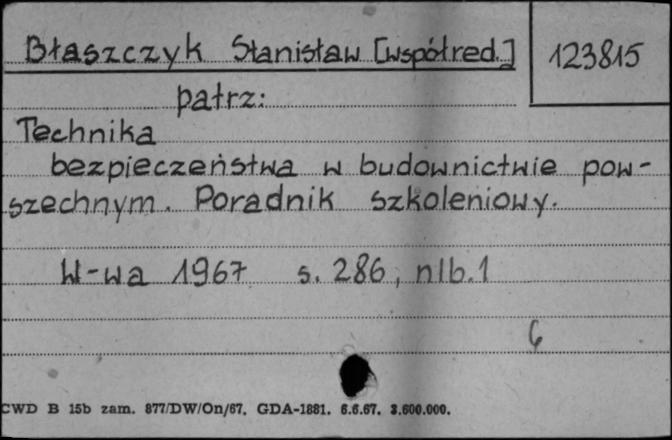 Błaszczyk Stanisław [współred.]
123815
patrz:
Technika
bezpieczeństwa w budownictwie pow-
szechnym. Poradnik szkoleniowy.
W-wa 1967 s. 286, nlb. 1
6
CWD B 15b zam. 877/DW/On/67. GDA-1881. 6.6.67. 3.600.000.